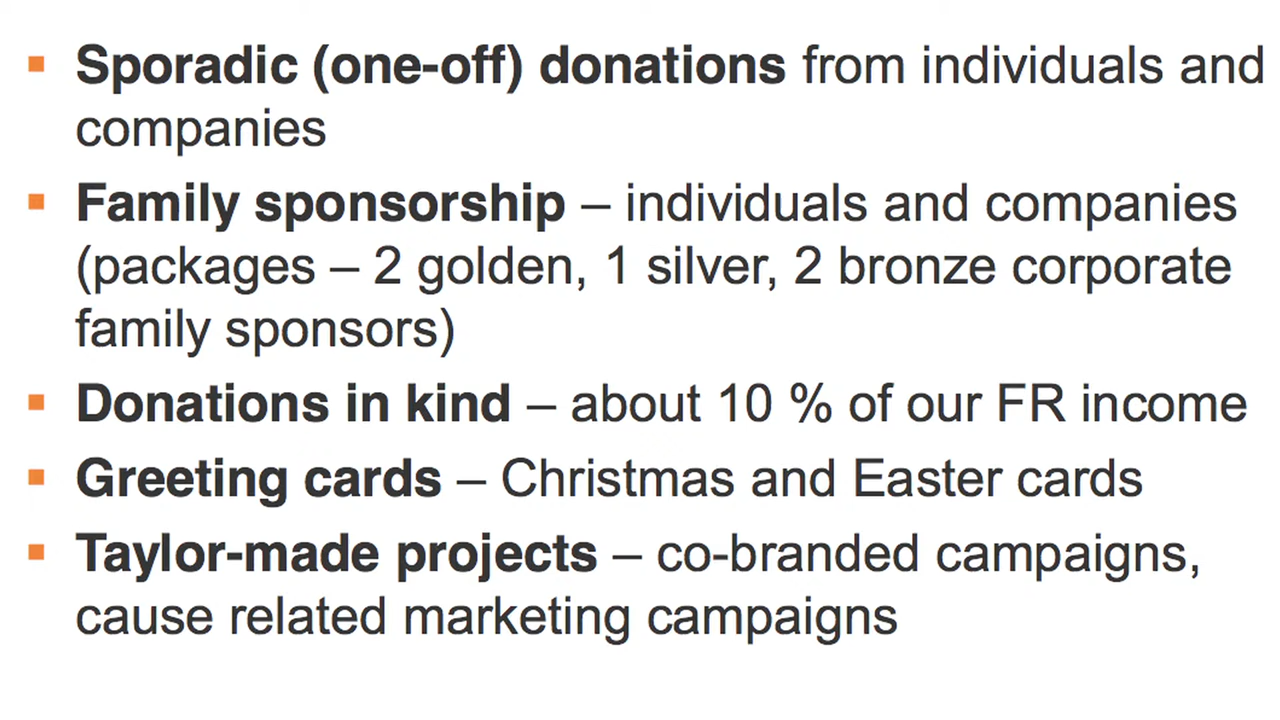 ▪ Sporadic (one-off) donations from individuals and
companies
▪ Family sponsorship – individuals and companies
(packages – 2 golden, 1 silver, 2 bronze corporate
family sponsors)
▪ Donations in kind – about 10 % of our FR income
▪ Greeting cards – Christmas and Easter cards
▪ Taylor-made projects – co-branded campaigns,
cause related marketing campaigns